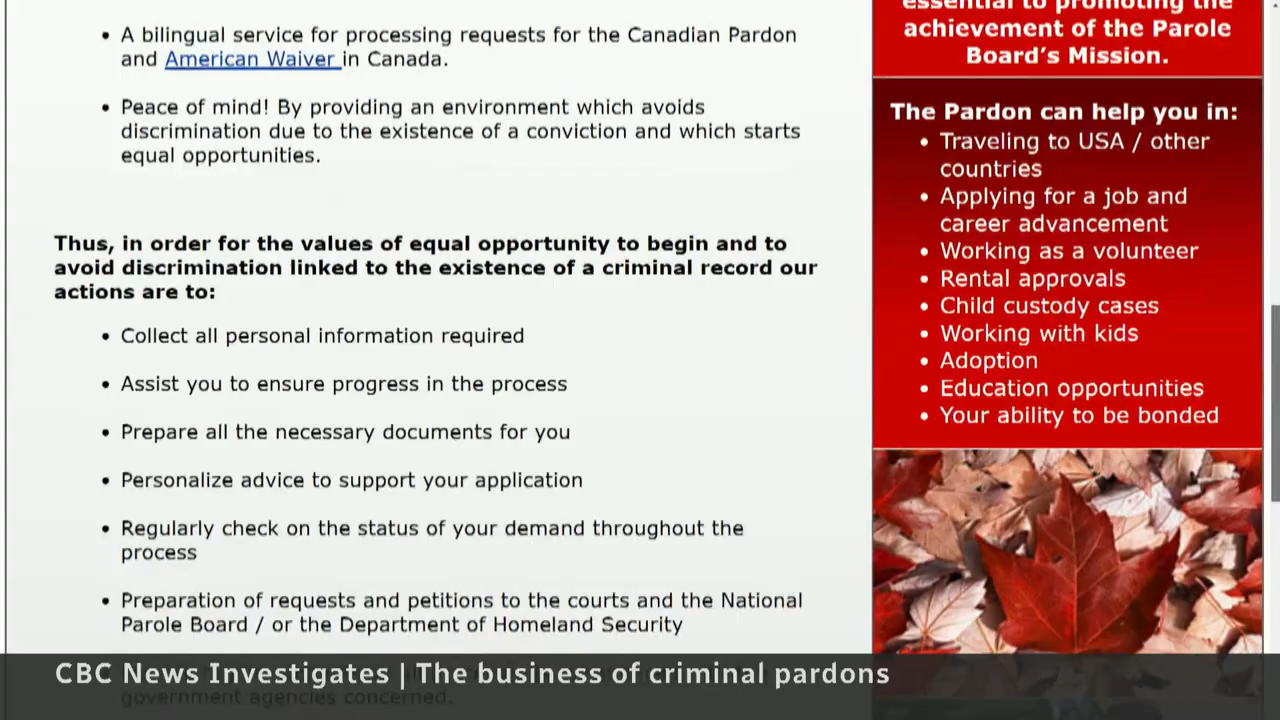 • A bilingual service for processing requests for the Canadian Pardon
and American Waiver in Canada.
• Peace of mind! By providing an environment which avoids
discrimination due to the existence of a conviction and which starts
equal opportunities.
Thus, in order for the values of equal opportunity to begin and to
avoid discrimination linked to the existence of a criminal record our
actions are to:
• Collect all personal information required
• Assist you to ensure progress in the process
• Prepare all the necessary documents for you
• Personalize advice to support your application
• Regularly check on the status of your demand throughout the
process
• Preparation of requests and petitions to the courts and the National
Parole Board / or the Department of Homeland Security
government agencies concerned.
essential to promoting the
achievement of the Parole
Board's Mission.
The Pardon can help you in:
• Traveling to USA / other
countries
• Applying for a job and
career advancement
• Working as a volunteer
• Rental approvals
• Child custody cases
• Working with kids
• Adoption
• Education opportunities
• Your ability to be bonded
CBC News Investigates | The business of criminal pardons